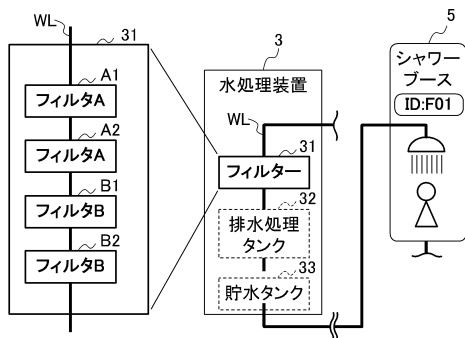 WL
31
A1
フィルタA
A2
フィルタA
B1
フィルタB
B2
フィルタB
3
水処理装置
WL
31
フィルター
32
排水処理
タンク
33
貯水タンク
5
シャワー
ブース
ID:F01